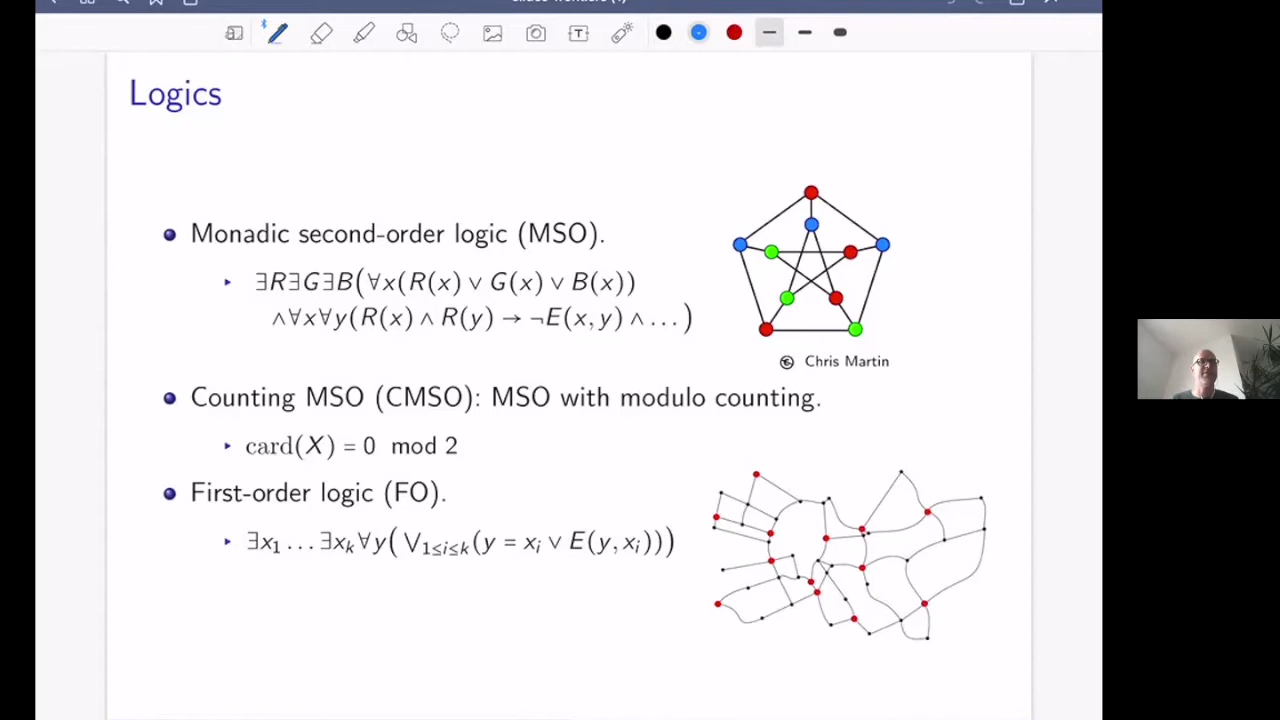 Logics
Monadic second-order logic (MSO).
∃R∃G∃B(∀x(R(x) ∨ G(x) ∨ B(x))
∧∀x∀y(R(x) ∧ R(y) → ¬E(x, y) ∧ ...)
Chris Martin
Counting MSO (CMSO): MSO with modulo counting.
card(X) = 0 mod 2
First-order logic (FO).
∃x₁ ... ∃xₖ∀y( ⋁₁≤ᵢ≤ₖ(y = xᵢ ∨ E(y, xᵢ)))